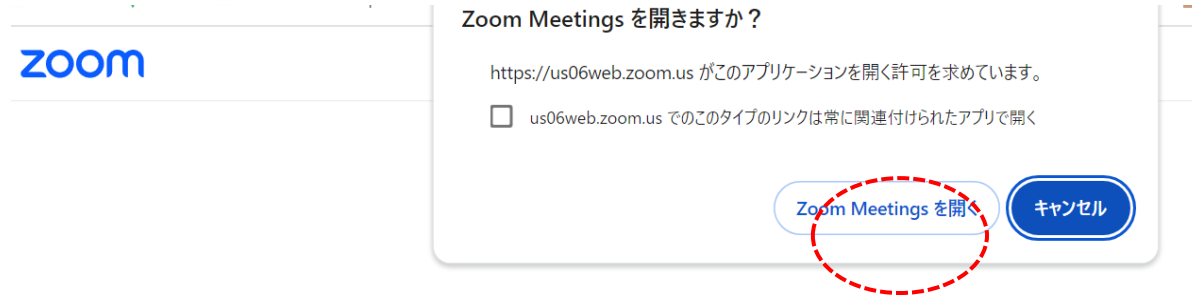 Zoom Meetings を開きますか？
zoom
https://us06web.zoom.us がこのアプリケーションを開く許可を求めています。
us06web.zoom.us でのこのタイプのリンクは常に関連付けられたアプリで開く
Zoom Meetings を開く
キャンセル